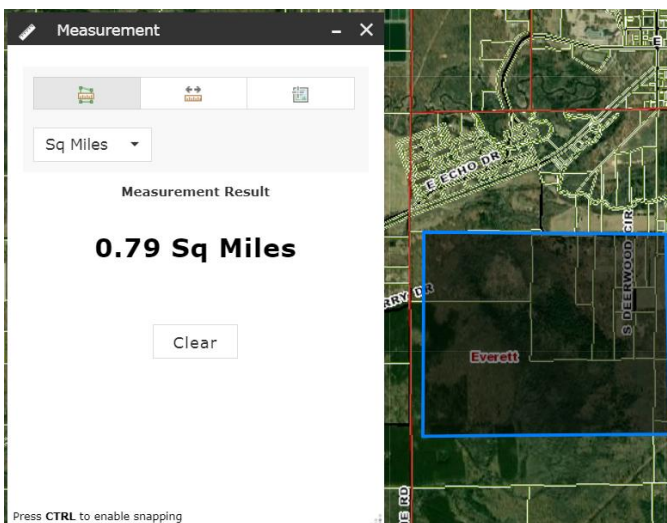 Measurement
Sq Miles
Measurement Result
0.79 Sq Miles
Clear
Press CTRL to enable snapping
E
E ECHO DR
S DEERWOOD CIR
RRY DR
Everett
E RD